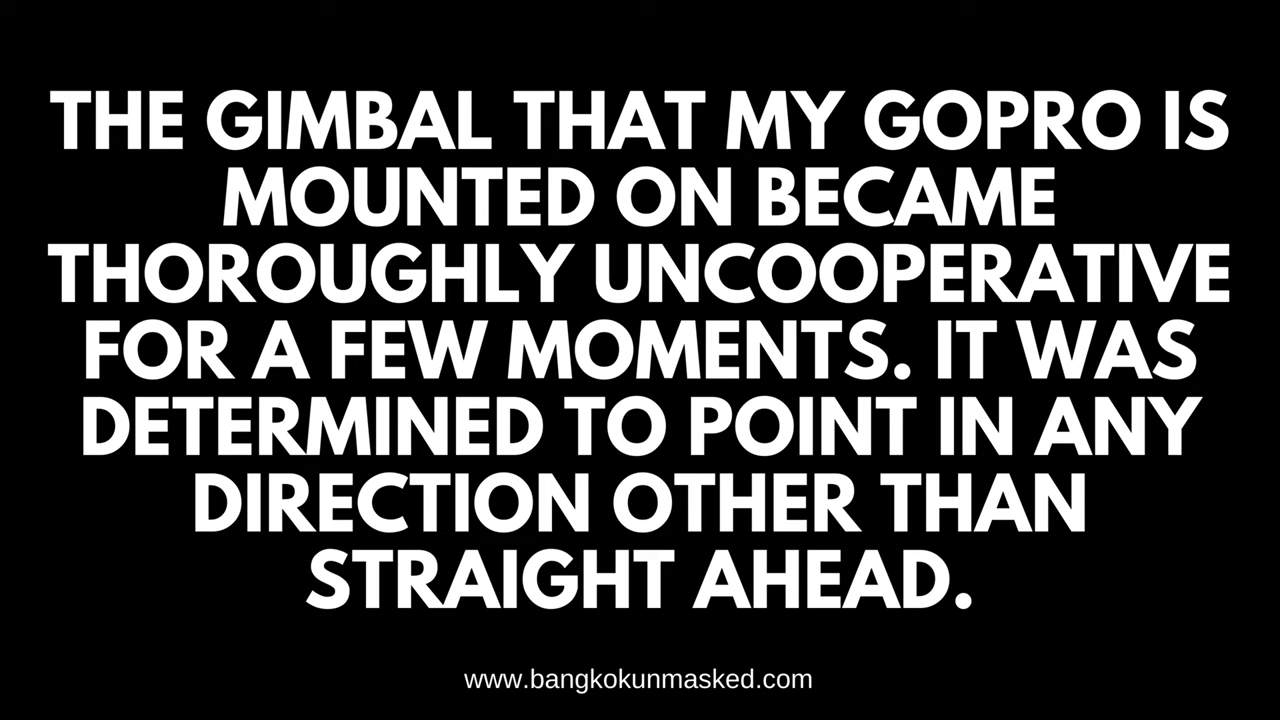 THE GIMBAL THAT MY GOPRO IS
MOUNTED ON BECAME
THOROUGHLY UNCOOPERATIVE
FOR A FEW MOMENTS. IT WAS
DETERMINED TO POINT IN ANY
DIRECTION OTHER THAN
STRAIGHT AHEAD.
www.bangkokunmasked.com